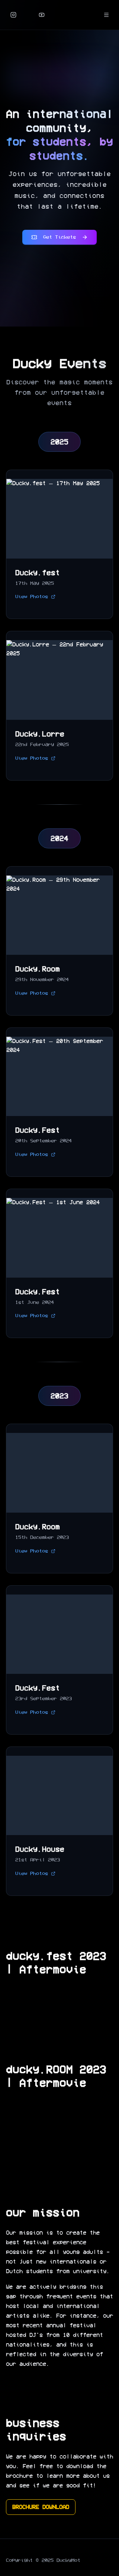 An international
community,
for students, by
students.
Join us for unforgettable
experiences, incredible
music, and connections
that last a lifetime.
Get Tickets
Ducky Events
Discover the magic moments
from our unforgettable
events
2025
Ducky.fest – 17th May 2025
Ducky.fest
17th May 2025
View Photos
Ducky.Lorre – 22nd February
2025
Ducky.Lorre
22nd February 2025
View Photos
2024
Ducky.Room – 29th November
2024
Ducky.Room
29th November 2024
View Photos
Ducky.Fest – 20th September
2024
Ducky.Fest
20th September 2024
View Photos
Ducky.Fest – 1st June 2024
Ducky.Fest
1st June 2024
View Photos
2023
Ducky.Room
15th December 2023
View Photos
Ducky.Fest
23rd September 2023
View Photos
Ducky.House
21st April 2023
View Photos
ducky.fest 2023
| Aftermovie
ducky.ROOM 2023
| Aftermovie
our mission
Our mission is to create the
best festival experience
possible for all young adults –
not just new internationals or
Dutch students from university.
We are actively bridging this
gap through frequent events that
host local and international
artists alike. For instance, our
most recent annual festival
hosted DJ's from 10 different
nationalities, and this is
reflected in the diversity of
our audience.
business
inquiries
We are happy to collaborate with
you. Feel free to download the
brochure to learn more about us
and see if we are good fit!
BROCHURE DOWNLOAD
Copyright © 2025 DuckaPot